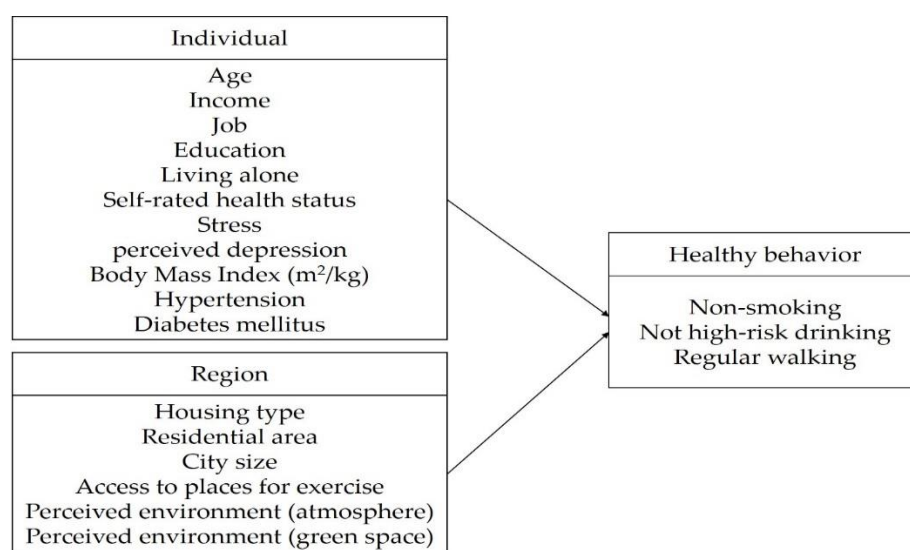 Individual
Age
Income
Job
Education
Living alone
Self-rated health status
Stress
perceived depression
Body Mass Index (m²/kg)
Hypertension
Diabetes mellitus
Region
Housing type
Residential area
City size
Access to places for exercise
Perceived environment (atmosphere)
Perceived environment (green space)
Healthy behavior
Non-smoking
Not high-risk drinking
Regular walking